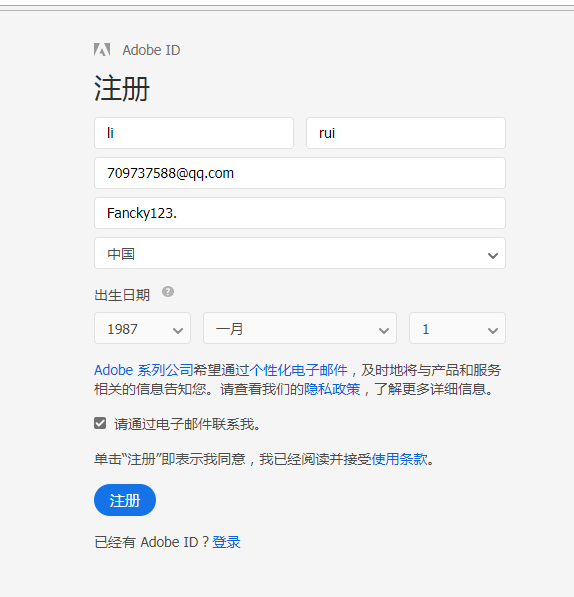 Adobe ID
注册
li rui
709737588@qq.com
Fancky123.
中国
出生日期 ?
1987 一月 1
Adobe 系列公司希望通过个性化电子邮件，及时地将与产品和服务
相关的信息告知您。请查看我们的隐私政策，了解更多详细信息。
请通过电子邮件联系我。
单击“注册”即表示我同意，我已经阅读并接受使用条款。
注册
已经有 Adobe ID？登录